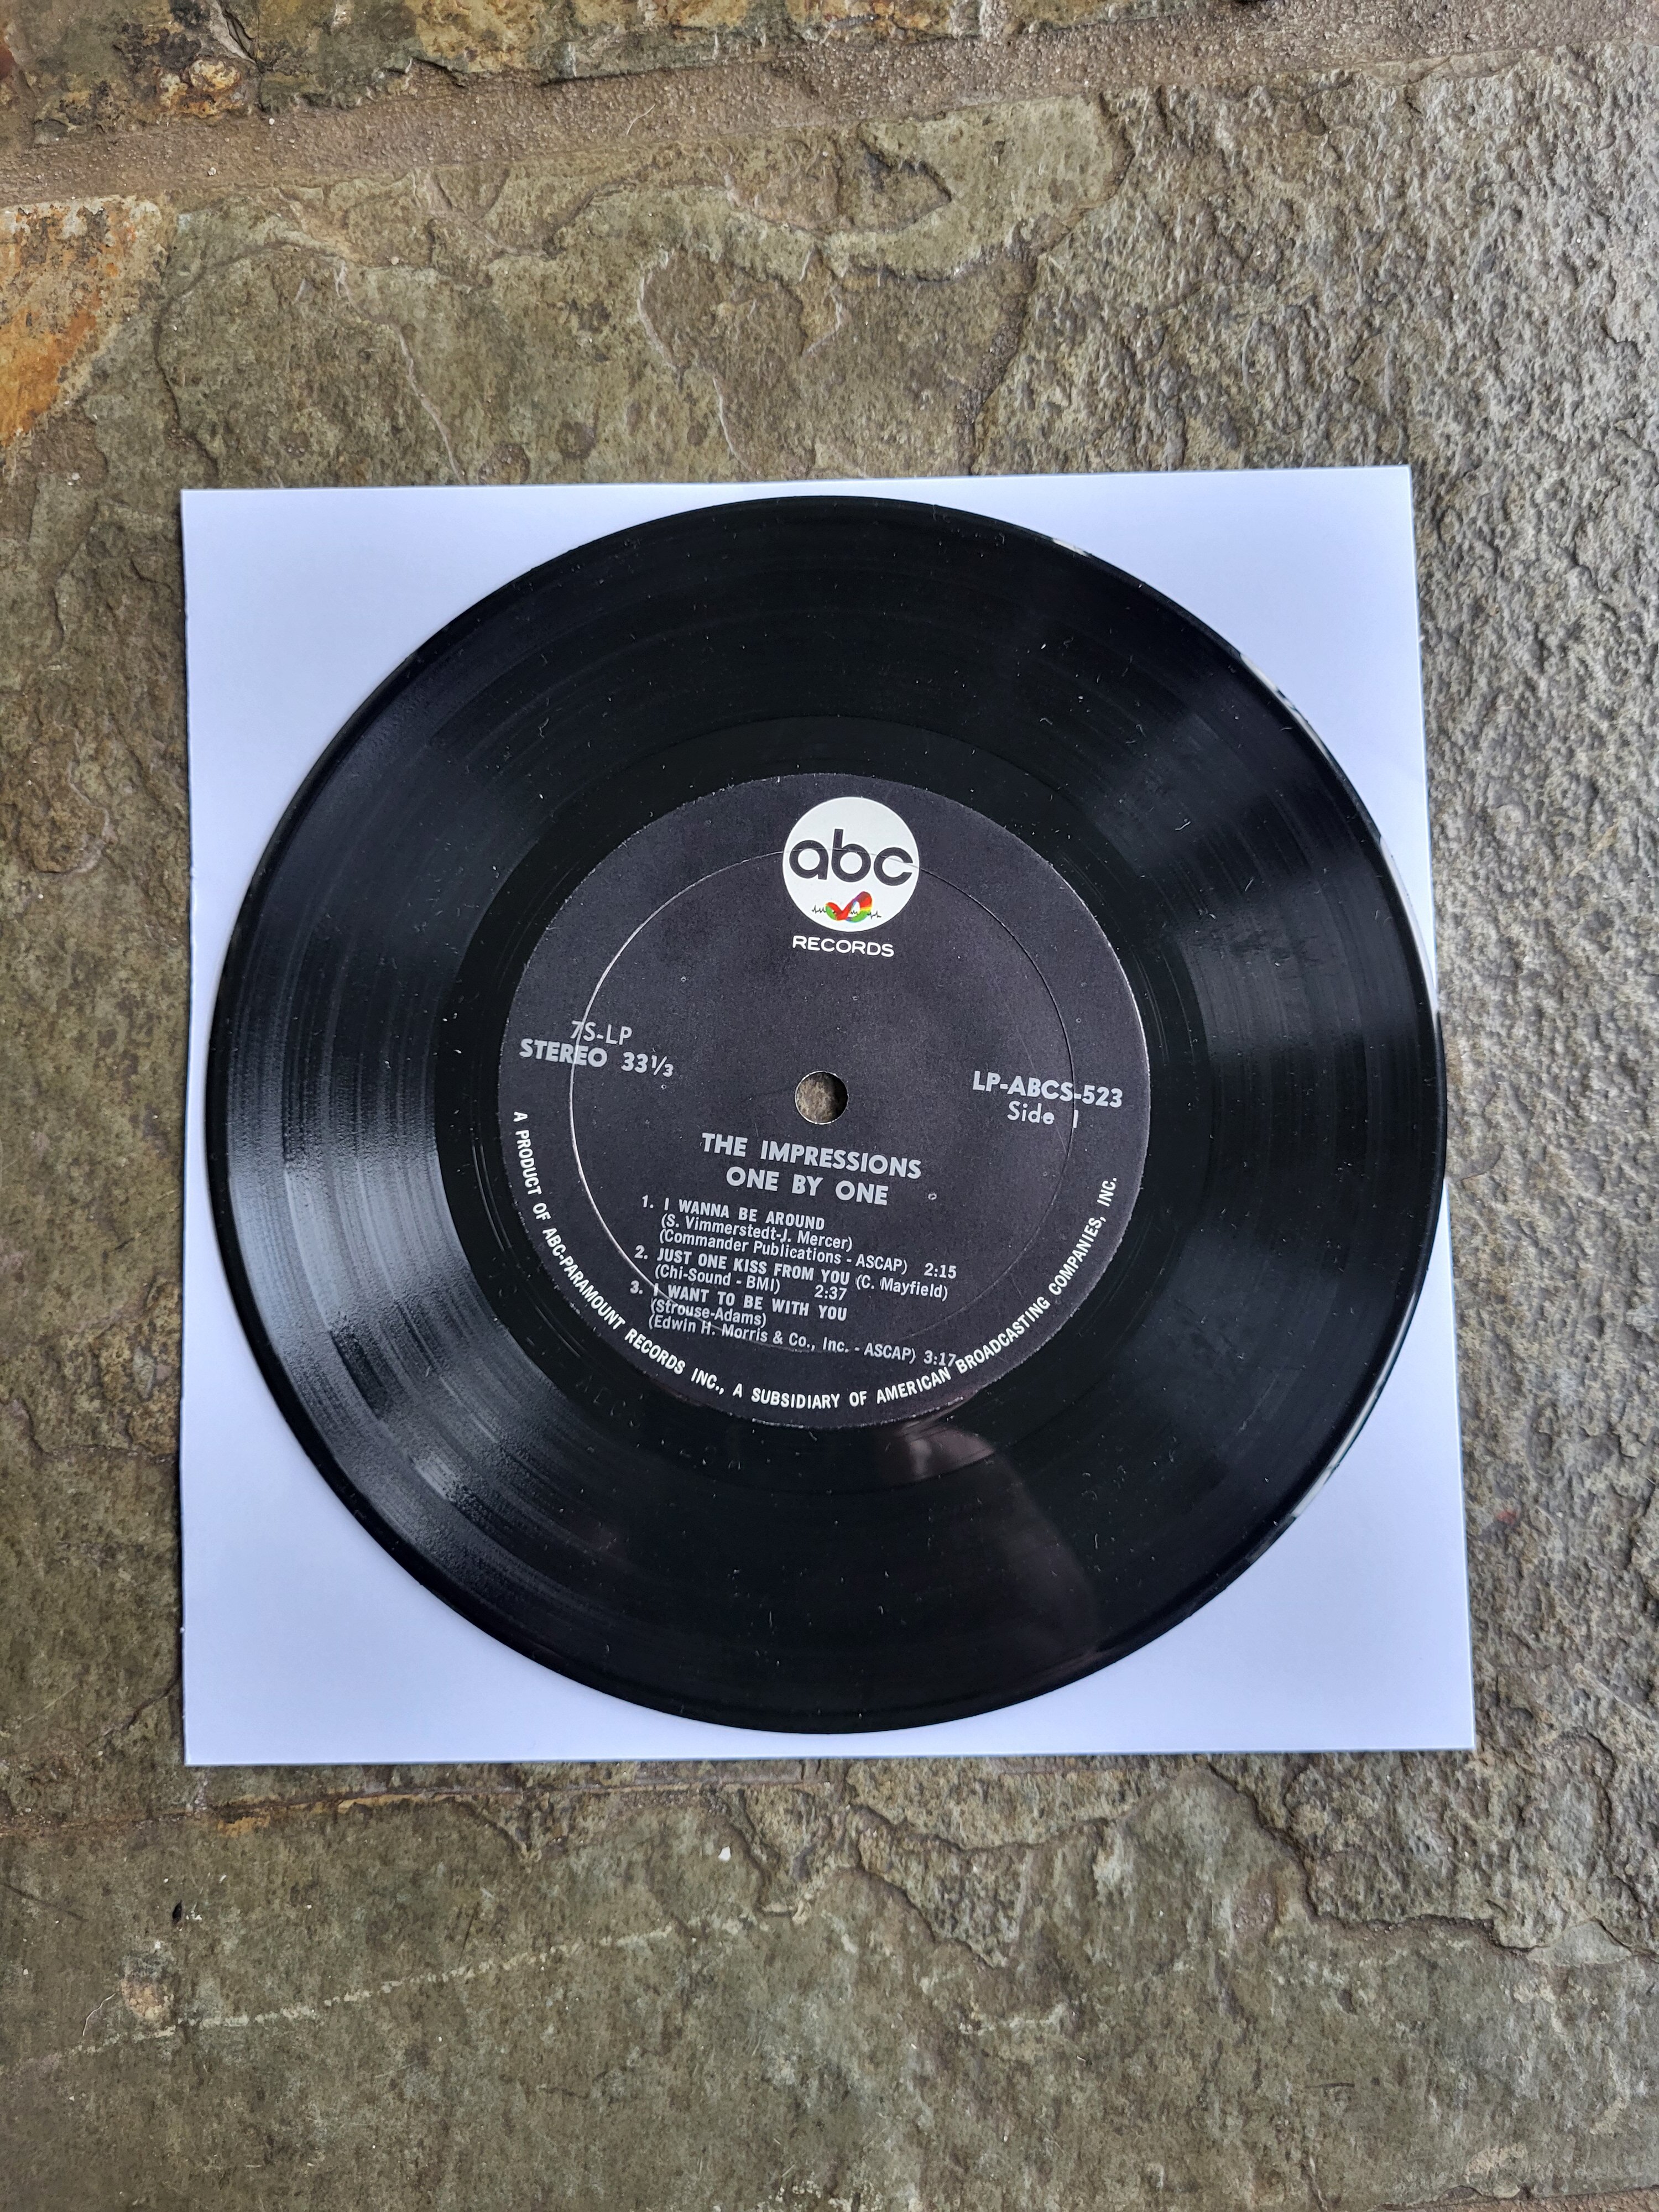 abc
RECORDS
7S-LP
STEREO 33⅓
LP-ABCS-523
Side 1
THE IMPRESSIONS
ONE BY ONE
1. I WANNA BE AROUND
(S. Vimmerstedt-J. Mercer)
(Commander Publications - ASCAP) 2:15
2. JUST ONE KISS FROM YOU (C. Mayfield)
(Chi-Sound - BMI) 2:37
3. I WANT TO BE WITH YOU
(Strouse-Adams)
(Edwin H. Morris & Co., Inc. - ASCAP) 3:17
A PRODUCT OF ABC-PARAMOUNT RECORDS INC., A SUBSIDIARY OF AMERICAN BROADCASTING COMPANIES, INC.